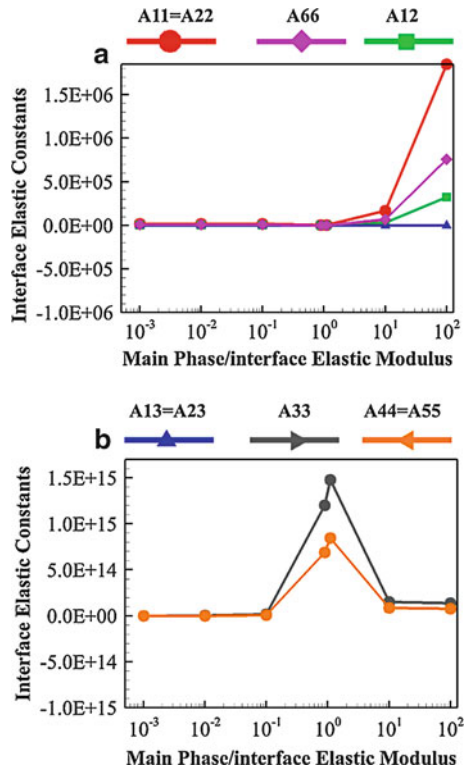 A11=A22 A66 A12
a
1.5E+06
1.0E+06
5.0E+05
0.0E+00
-5.0E+05
-1.0E+06
Interface Elastic Constants
10⁻³ 10⁻² 10⁻¹ 10⁰ 10¹ 10²
Main Phase/interface Elastic Modulus
A13=A23 A33 A44=A55
b
1.5E+15
1.0E+15
5.0E+14
0.0E+00
-5.0E+14
-1.0E+15
Interface Elastic Constants
10⁻³ 10⁻² 10⁻¹ 10⁰ 10¹ 10²
Main Phase/interface Elastic Modulus